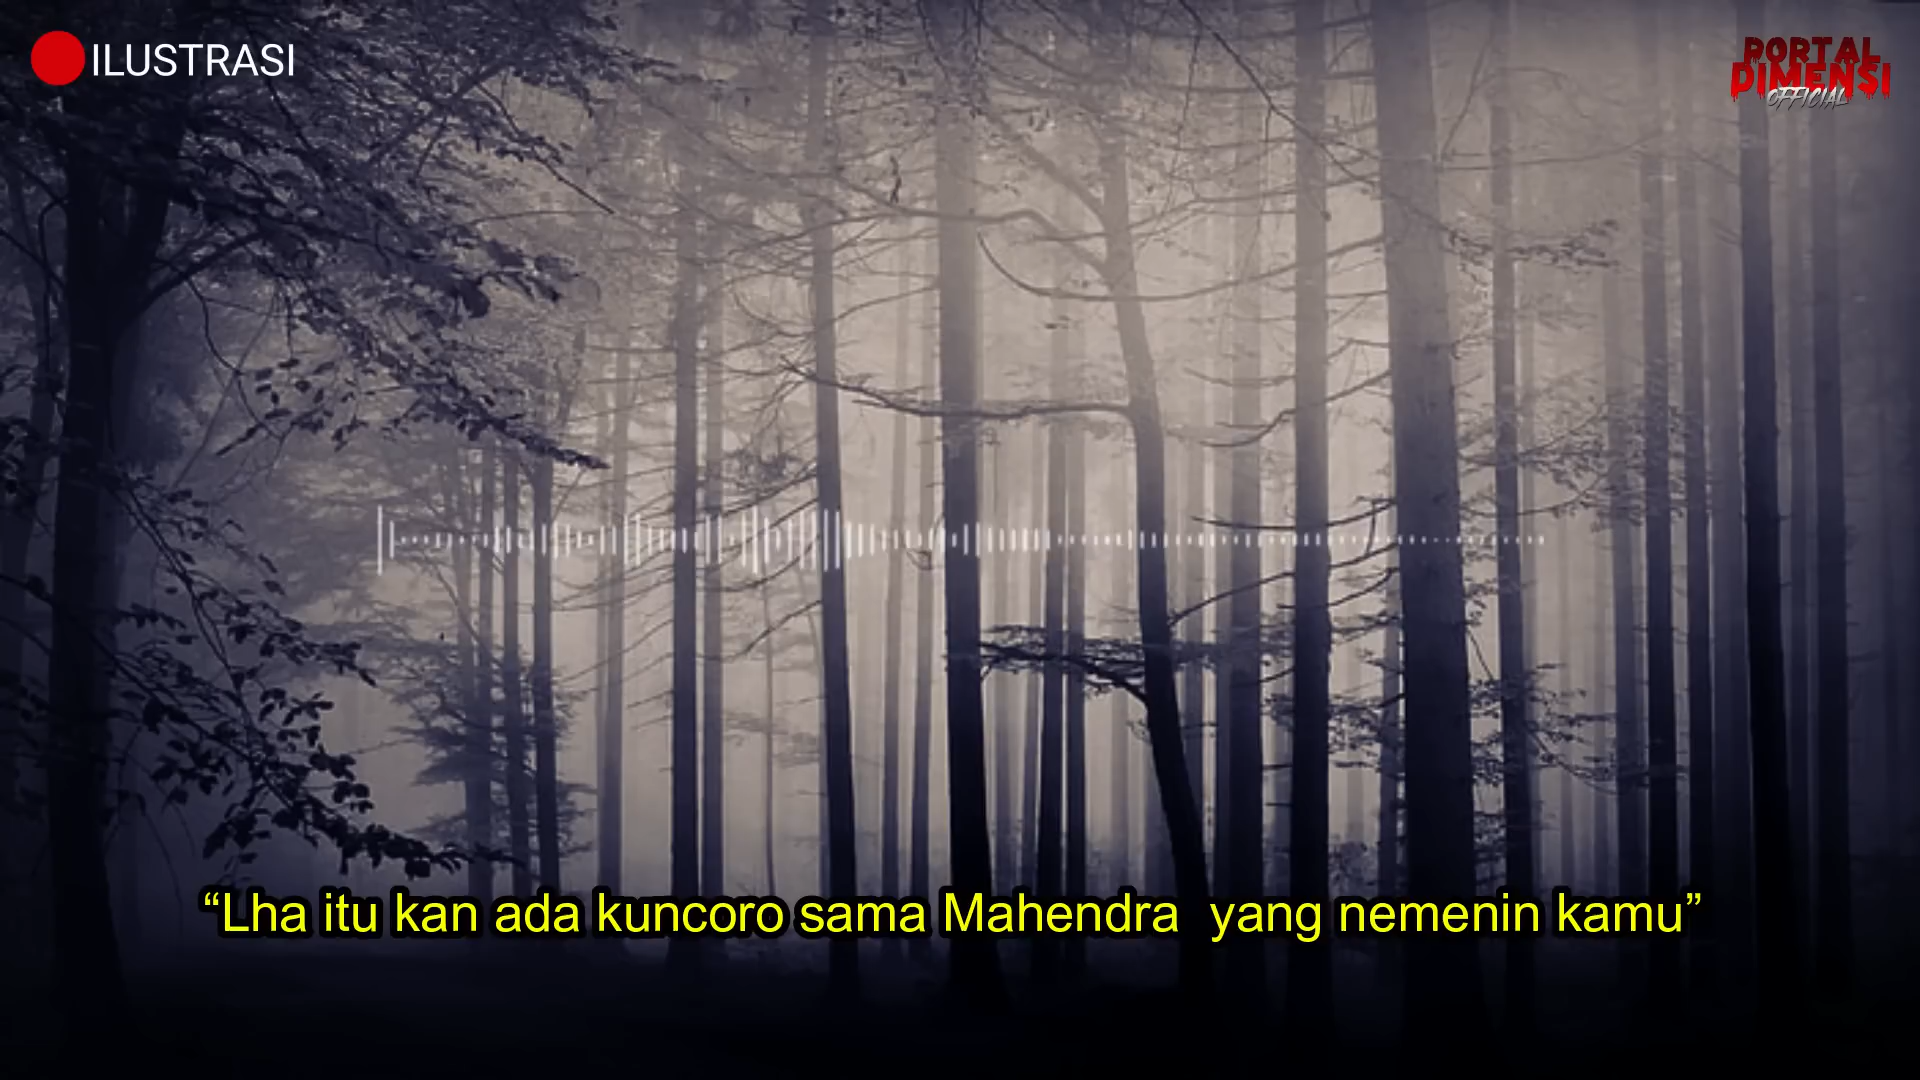 ILUSTRASI
PORTAL
DIMENSI
OFFICIAL
“Lha itu kan ada kuncoro sama Mahendra  yang nemenin kamu”